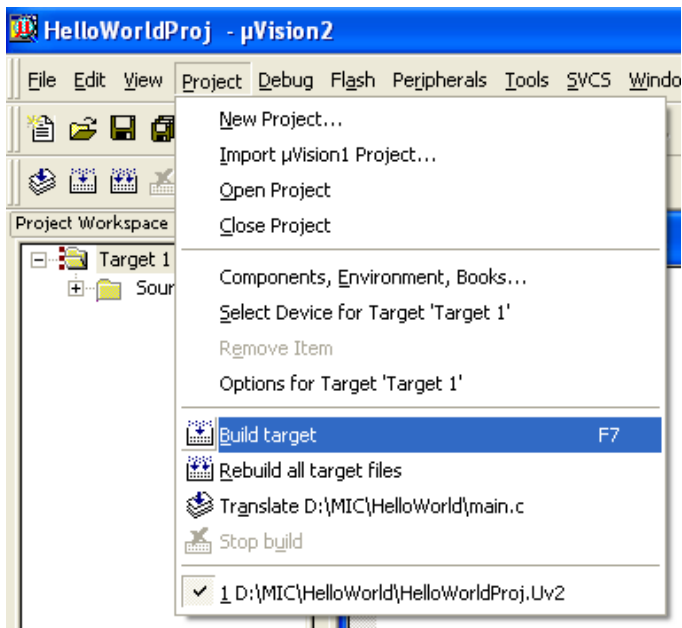 HelloWorldProj - µVision2
File Edit View Project Debug Flash Peripherals Tools SVCS Windo
Project Workspace
Target 1
Sour
New Project...
Import µVision1 Project...
Open Project
Close Project
Components, Environment, Books...
Select Device for Target 'Target 1'
Remove Item
Options for Target 'Target 1'
Build target F7
Rebuild all target files
Translate D:\MIC\HelloWorld\main.c
Stop build
1 D:\MIC\HelloWorld\HelloWorldProj.Uv2